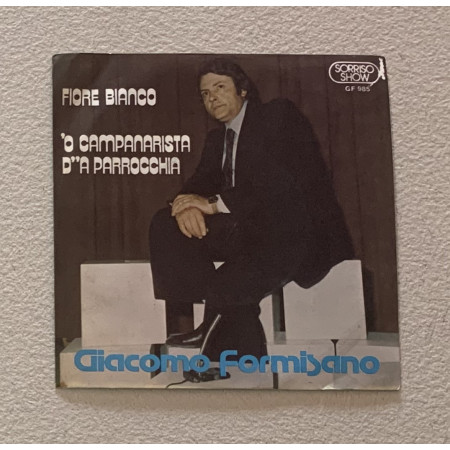 SORRISO
SHOW
GF 985
FIORE BIANCO
'O CAMPANARISTA
D''A PARROCCHIA
Giacomo Formisano